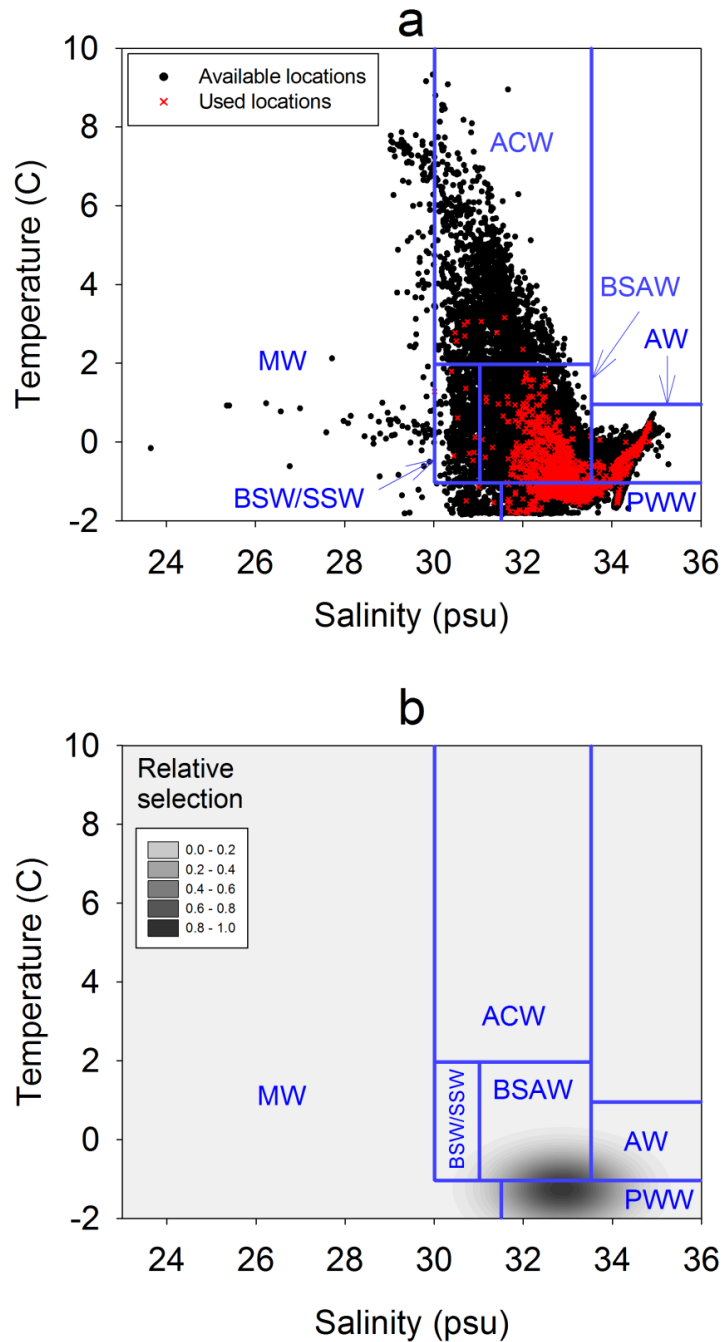 a
10
8
6
4
2
0
-2
Temperature (C)
Available locations
Used locations
ACW
BSAW
AW
MW
BSW/SSW
PWW
24 26 28 30 32 34 36
Salinity (psu)
b
10
8
6
4
2
0
-2
Temperature (C)
Relative
selection
0.0 - 0.2
0.2 - 0.4
0.4 - 0.6
0.6 - 0.8
0.8 - 1.0
ACW
MW
BSW/SSW
BSAW
AW
PWW
24 26 28 30 32 34 36
Salinity (psu)